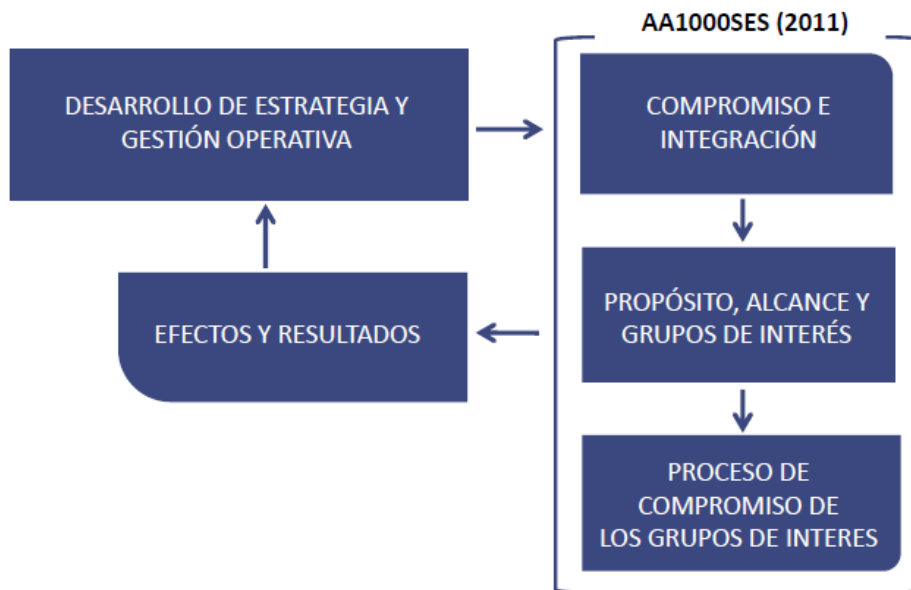 AA1000SES (2011)
DESARROLLO DE ESTRATEGIA Y
GESTIÓN OPERATIVA
COMPROMISO E
INTEGRACIÓN
PROPÓSITO, ALCANCE Y
GRUPOS DE INTERÉS
EFECTOS Y RESULTADOS
PROCESO DE
COMPROMISO DE
LOS GRUPOS DE INTERES